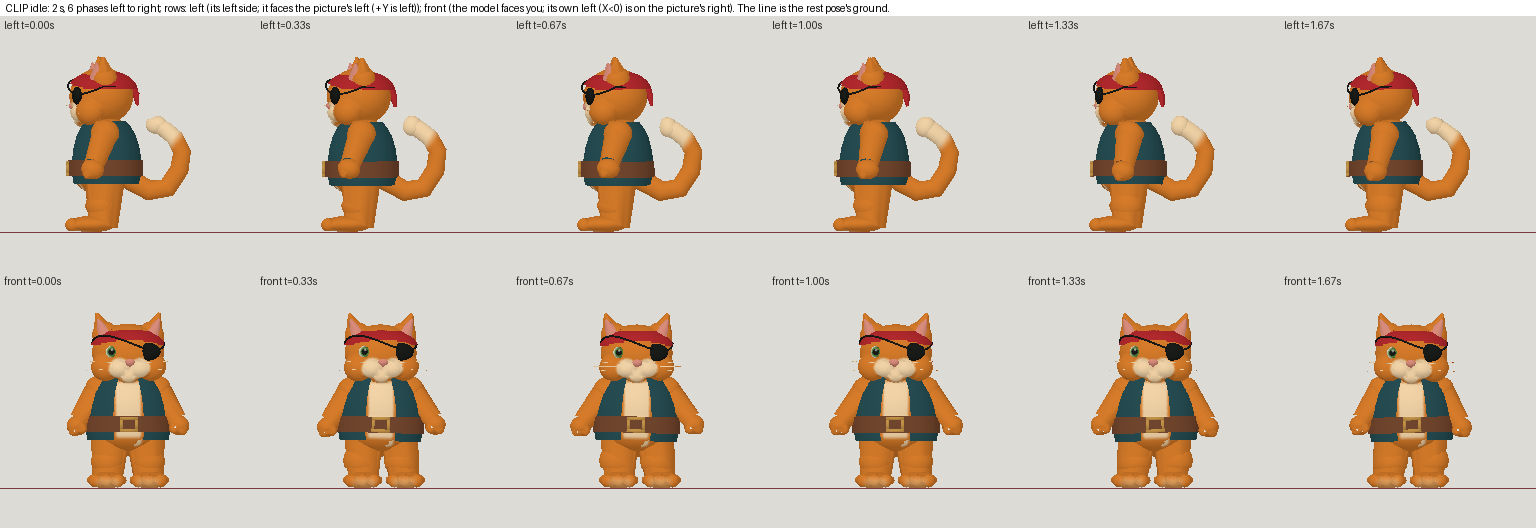 CLIP idle: 2 s, 6 phases left to right; rows: left (its left side; it faces the picture's left (+Y is left)); front (the model faces you; its own left (X<0) is on the picture's right). The line is the rest pose's ground.
left t=0.00s left t=0.33s left t=0.67s left t=1.00s left t=1.33s left t=1.67s
front t=0.00s front t=0.33s front t=0.67s front t=1.00s front t=1.33s front t=1.67s